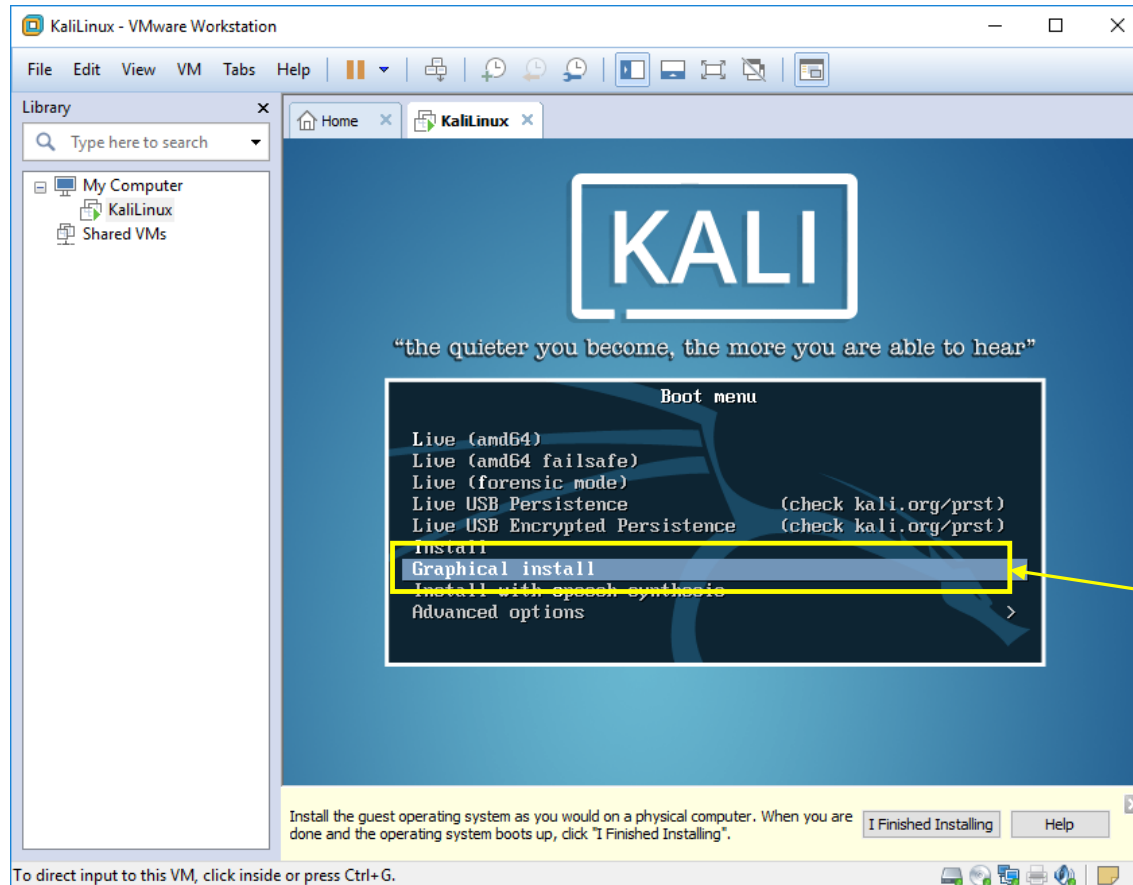 KaliLinux - VMware Workstation
File Edit View VM Tabs Help
Library
Type here to search
My Computer
KaliLinux
Shared VMs
Home
KaliLinux
KALI
“the quieter you become, the more you are able to hear”
Boot menu
Live (amd64)
Live (amd64 failsafe)
Live (forensic mode)
Live USB Persistence (check kali.org/prst)
Live USB Encrypted Persistence (check kali.org/prst)
Install
Graphical install
Install with speech synthesis
Advanced options >
Install the guest operating system as you would on a physical computer. When you are
done and the operating system boots up, click "I Finished Installing".
I Finished Installing
Help
To direct input to this VM, click inside or press Ctrl+G.